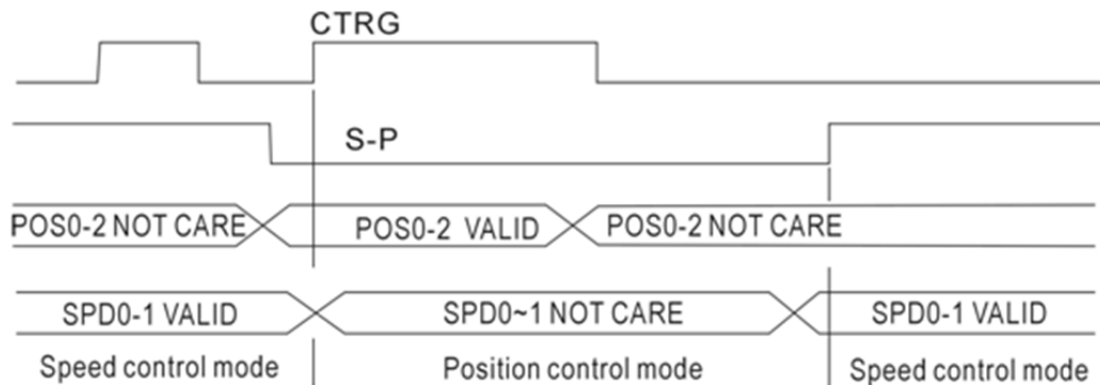 CTRG
S-P
POS0-2 NOT CARE POS0-2 VALID POS0-2 NOT CARE
SPD0-1 VALID SPD0~1 NOT CARE SPD0-1 VALID
Speed control mode Position control mode Speed control mode